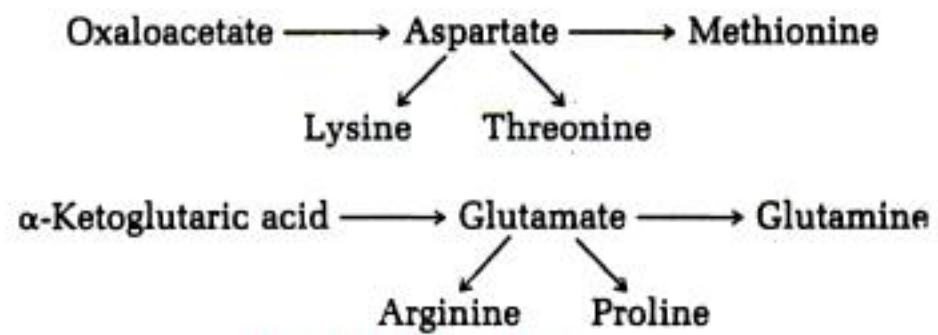 Oxaloacetate → Aspartate → Methionine
Lysine Threonine
α-Ketoglutaric acid → Glutamate → Glutamine
Arginine Proline